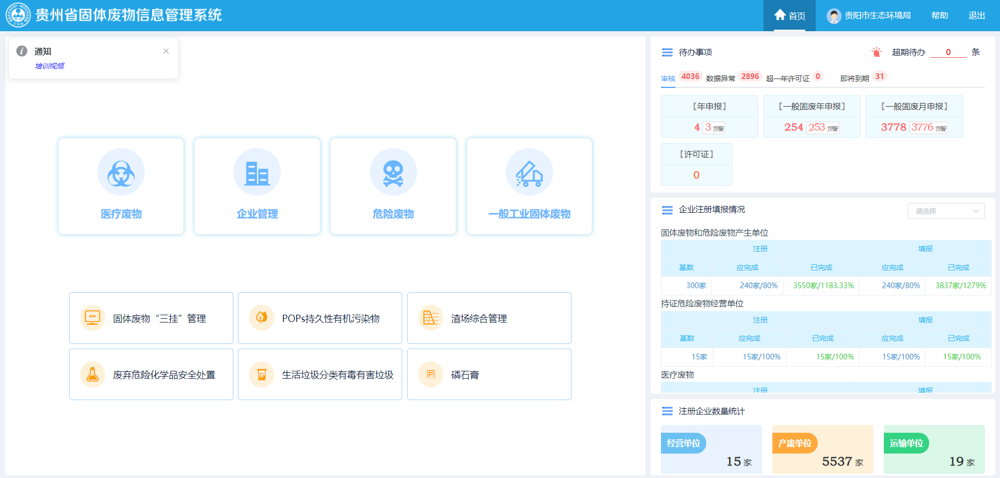 贵州省固体废物信息管理系统
首页
贵阳市生态环境局
帮助
退出
通知
培训视频
医疗废物
企业管理
危险废物
一般工业固体废物
固体废物“三挂”管理
POPs持久性有机污染物
渣场综合管理
废弃危险化学品安全处置
生活垃圾分类有毒有害垃圾
磷石膏
待办事项
超期待办 0 条
审核 4036 数据异常 2896 超一年许可证 0 即将到期 31
【年申报】
4 3 预警
【一般固废年申报】
254 253 预警
【一般固废月申报】
3778 3776 预警
【许可证】
0
企业注册填报情况
请选择
固体废物和危险废物产生单位
注册 填报
基数 应完成 已完成 应完成 已完成
300家 240家/80% 3550家/1183.33% 240家/80% 3837家/1279%
持证危险废物经营单位
注册 填报
基数 应完成 已完成 应完成 已完成
15家 15家/100% 15家/100% 15家/100% 15家/100%
医疗废物
注册 填报
注册企业数量统计
经营单位
15 家
产废单位
5537 家
运输单位
19 家